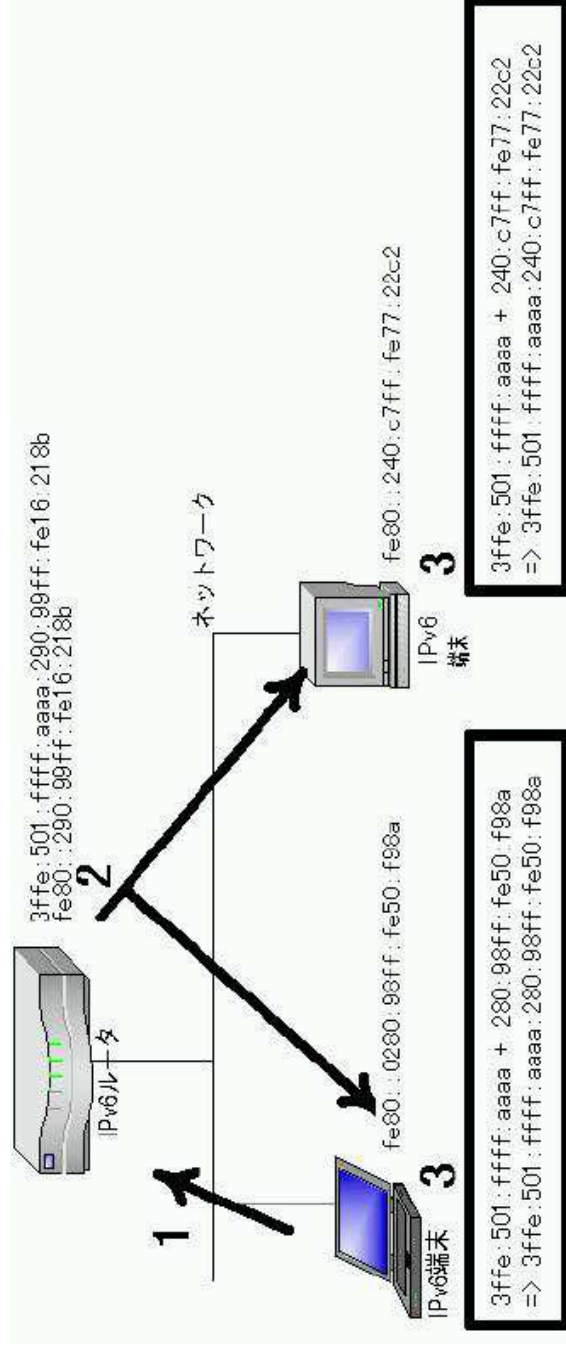 3ffe:501:ffff:aaaa:290:99ff:fe16:218b
fe80::290:99ff:fe16:218b
2
IPv6ルータ
ネットワーク
1
fe80::0280:98ff:fe50:f98a
3
IPv6端末
fe80::240:c7ff:fe77:22c2
3
IPv6
端末
3ffe:501:ffff:aaaa + 280:98ff:fe50:f98a
=> 3ffe:501:ffff:aaaa:280:98ff:fe50:f98a
3ffe:501:ffff:aaaa + 240:c7ff:fe77:22c2
=> 3ffe:501:ffff:aaaa:240:c7ff:fe77:22c2